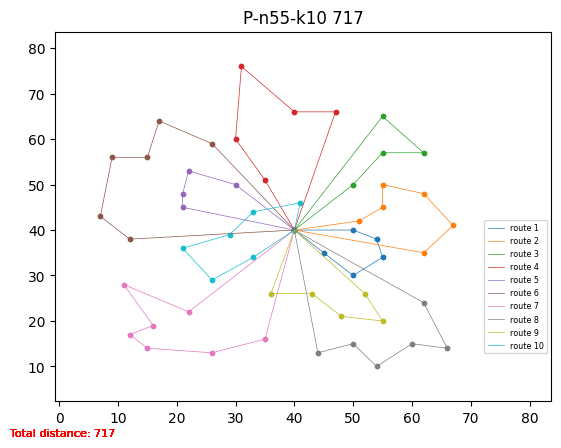 P-n55-k10 717
80
70
60
50
40
30
20
10
0 10 20 30 40 50 60 70 80
route 1
route 2
route 3
route 4
route 5
route 6
route 7
route 8
route 9
route 10
Total distance: 717